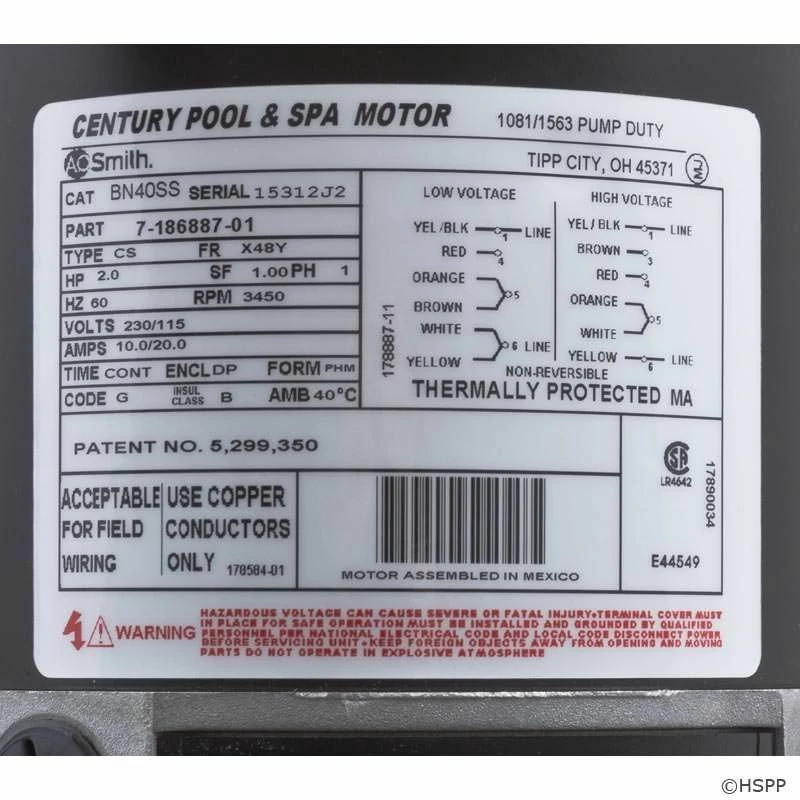 CENTURY POOL & SPA MOTOR 1081/1563 PUMP DUTY
AO Smith. TIPP CITY, OH 45371 MJ
CAT BN40SS SERIAL 15312J2
PART 7-186887-01
TYPE CS FR X48Y
HP 2.0 SF 1.00 PH 1
HZ 60 RPM 3450
VOLTS 230/115
AMPS 10.0/20.0
TIME CONT ENCL DP FORM PHM
CODE G INSUL CLASS B AMB 40°C
LOW VOLTAGE
YEL/BLK 1 LINE
RED 4
ORANGE
BROWN 5
WHITE
YELLOW 6 LINE
178887-11
HIGH VOLTAGE
YEL/BLK 1 LINE
BROWN 3
RED 4
ORANGE
WHITE 5
YELLOW 6 LINE
NON-REVERSIBLE
THERMALLY PROTECTED MA
PATENT NO. 5,299,350
SA
LR4642
17890034
E44549
ACCEPTABLE
FOR FIELD
WIRING
USE COPPER
CONDUCTORS
ONLY 178584-01
MOTOR ASSEMBLED IN MEXICO
WARNING
HAZARDOUS VOLTAGE CAN CAUSE SEVERE OR FATAL INJURY•TERMINAL COVER MUST
IN PLACE FOR SAFE OPERATION MUST BE INSTALLED AND GROUNDED BY QUALIFIED
PERSONNEL PER NATIONAL ELECTRICAL CODE AND LOCAL CODE DISCONNECT POWER
BEFORE SERVICING UNIT•KEEP FOREIGN OBJECTS AWAY FROM OPENING AND MOVING
PARTS DO NOT OPERATE IN EXPLOSIVE ATMOSPHERE
©HSPP